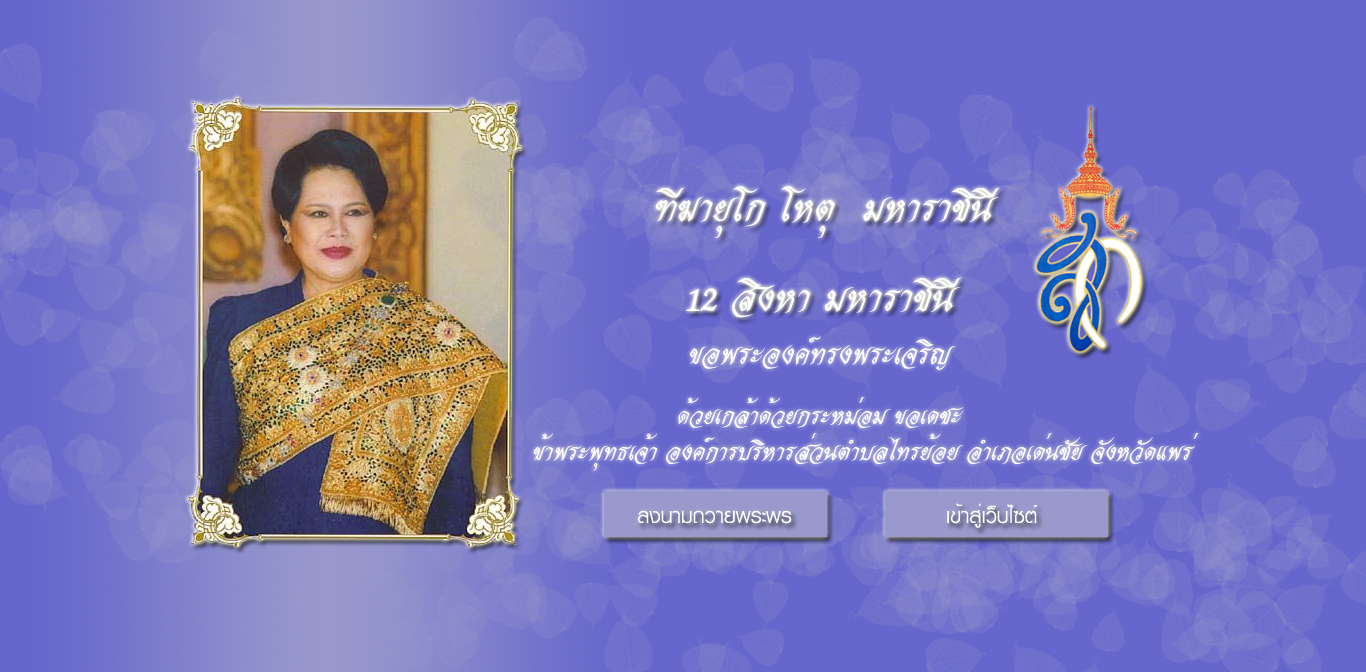 ทีฆายุโก โหตุ มหาราชินี
12 สิงหา มหาราชินี
ขอพระองค์ทรงพระเจริญ
ด้วยเกล้าด้วยกระหม่อม ขอเดชะ
ข้าพระพุทธเจ้า องค์การบริหารส่วนตำบลไทรย้อย อำเภอเด่นชัย จังหวัดแพร่
ลงนามถวายพระพร
เข้าสู่เว็บไซต์